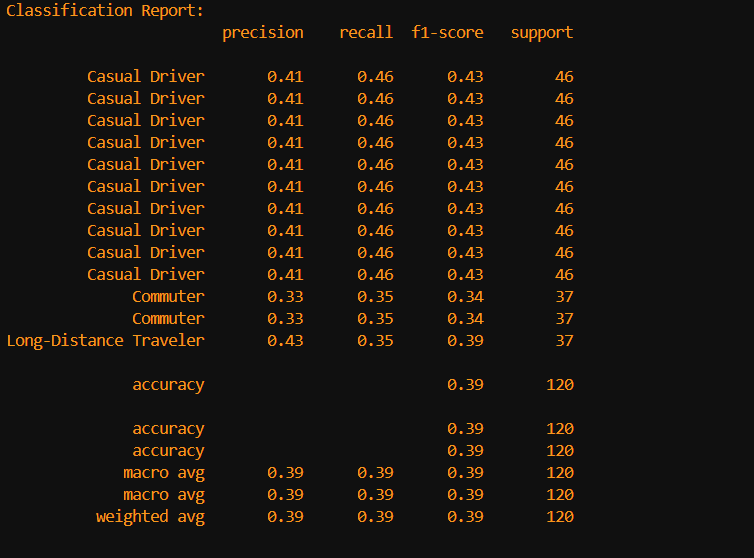 Classification Report:
precision recall f1-score support
Casual Driver 0.41 0.46 0.43 46
Casual Driver 0.41 0.46 0.43 46
Casual Driver 0.41 0.46 0.43 46
Casual Driver 0.41 0.46 0.43 46
Casual Driver 0.41 0.46 0.43 46
Casual Driver 0.41 0.46 0.43 46
Casual Driver 0.41 0.46 0.43 46
Casual Driver 0.41 0.46 0.43 46
Casual Driver 0.41 0.46 0.43 46
Casual Driver 0.41 0.46 0.43 46
Commuter 0.33 0.35 0.34 37
Commuter 0.33 0.35 0.34 37
Long-Distance Traveler 0.43 0.35 0.39 37
accuracy 0.39 120
accuracy 0.39 120
accuracy 0.39 120
macro avg 0.39 0.39 0.39 120
macro avg 0.39 0.39 0.39 120
weighted avg 0.39 0.39 0.39 120